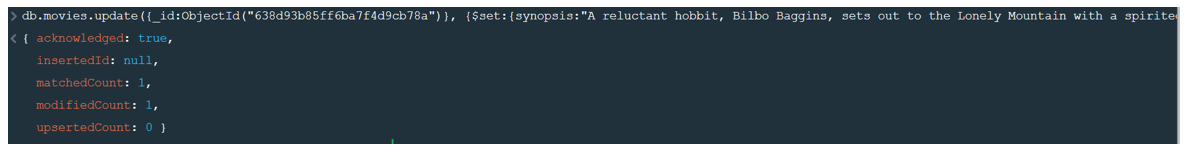 > db.movies.update({_id:ObjectId("638d93b85ff6ba7f4d9cb78a")}, {$set:{synopsis:"A reluctant hobbit, Bilbo Baggins, sets out to the Lonely Mountain with a spirited
< { acknowledged: true,
insertedId: null,
matchedCount: 1,
modifiedCount: 1,
upsertedCount: 0 }